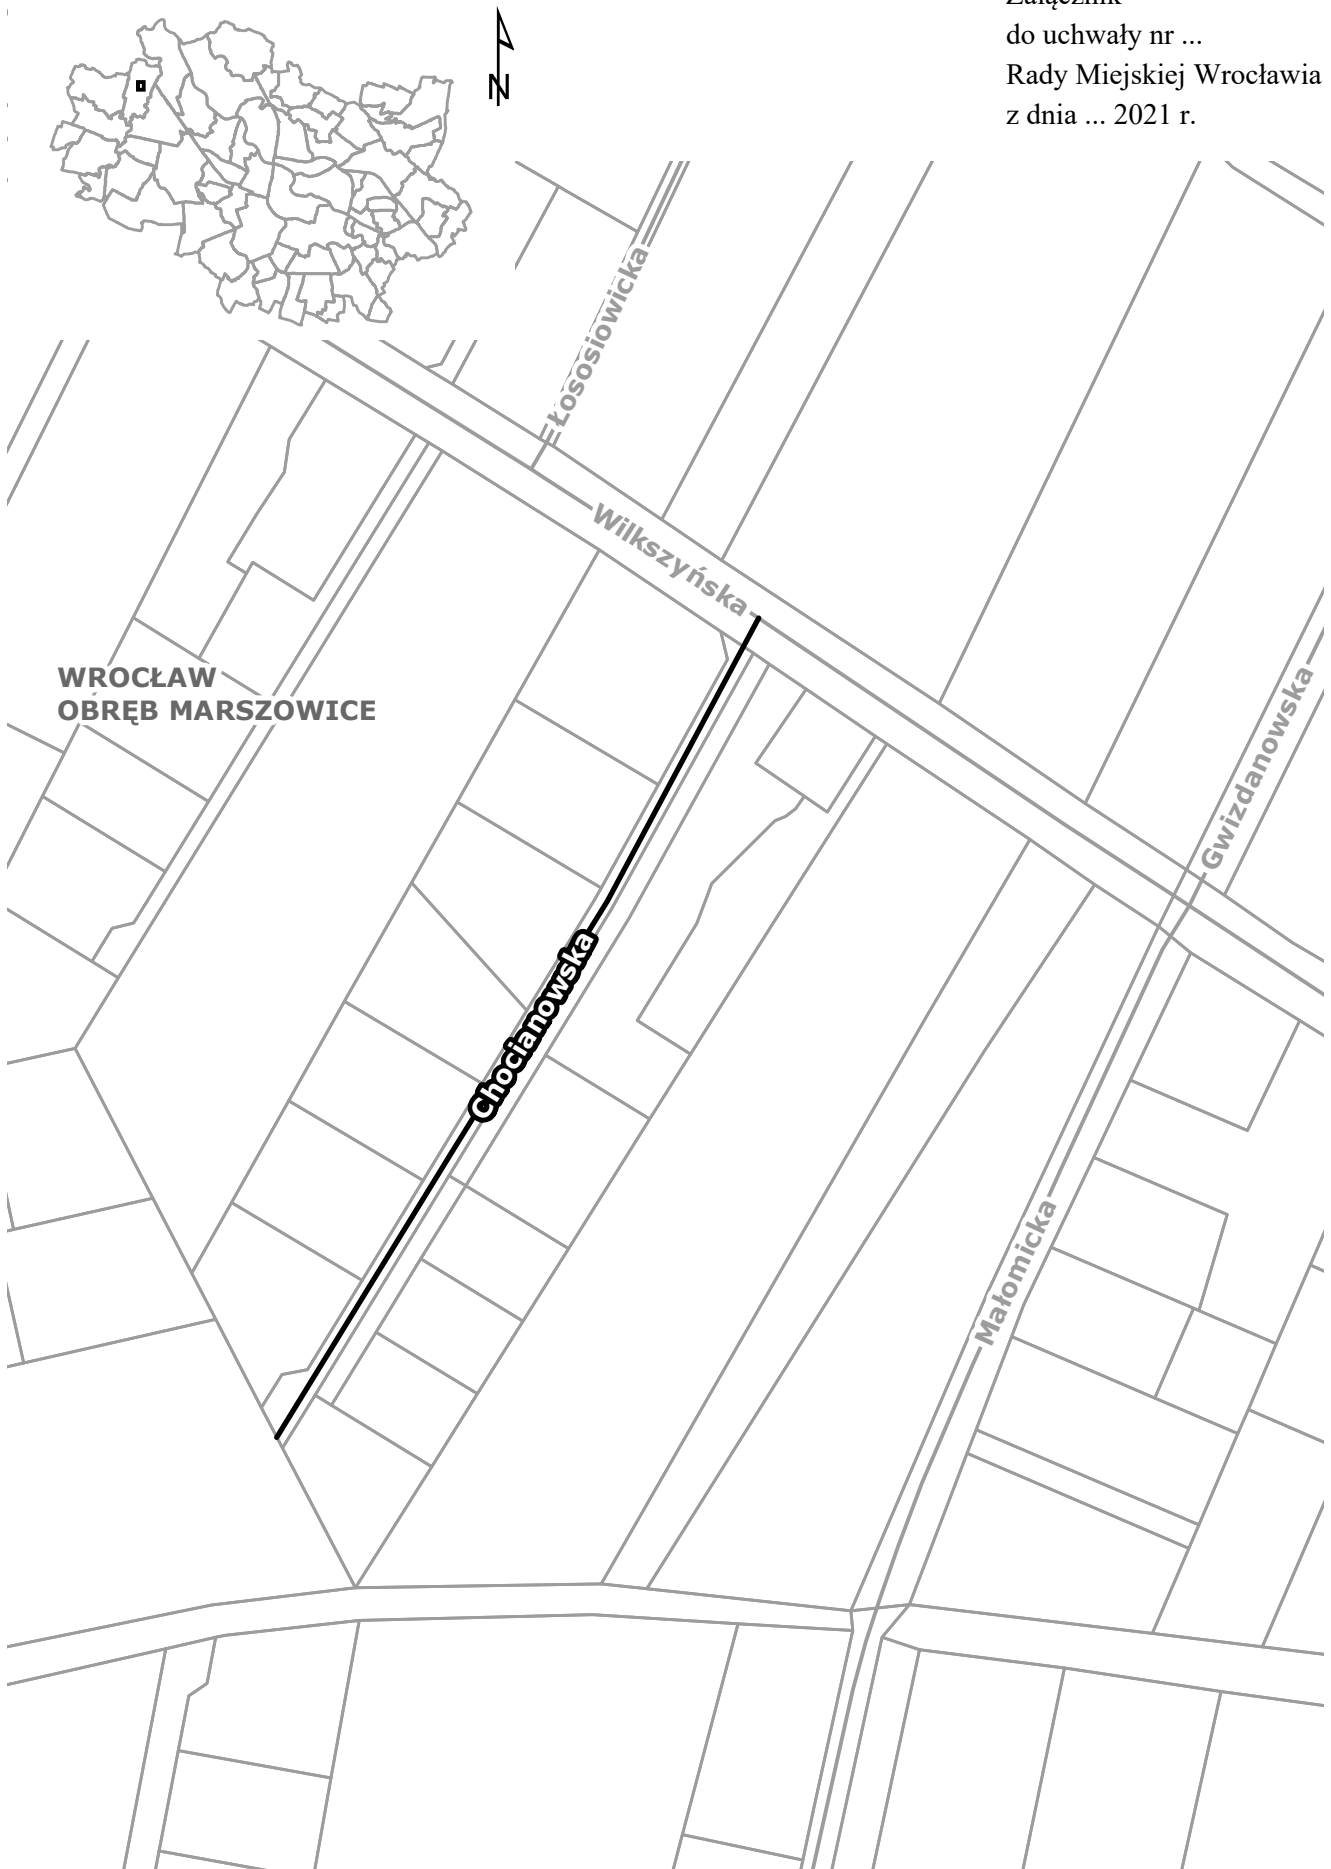 Załącznik
do uchwały nr ...
Rady Miejskiej Wrocławia
z dnia ... 2021 r.
N
Łososiowicka
Wilkszyńska
WROCŁAW
OBRĘB MARSZOWICE
Gwizdanowska
Chocianowska
Małomicka